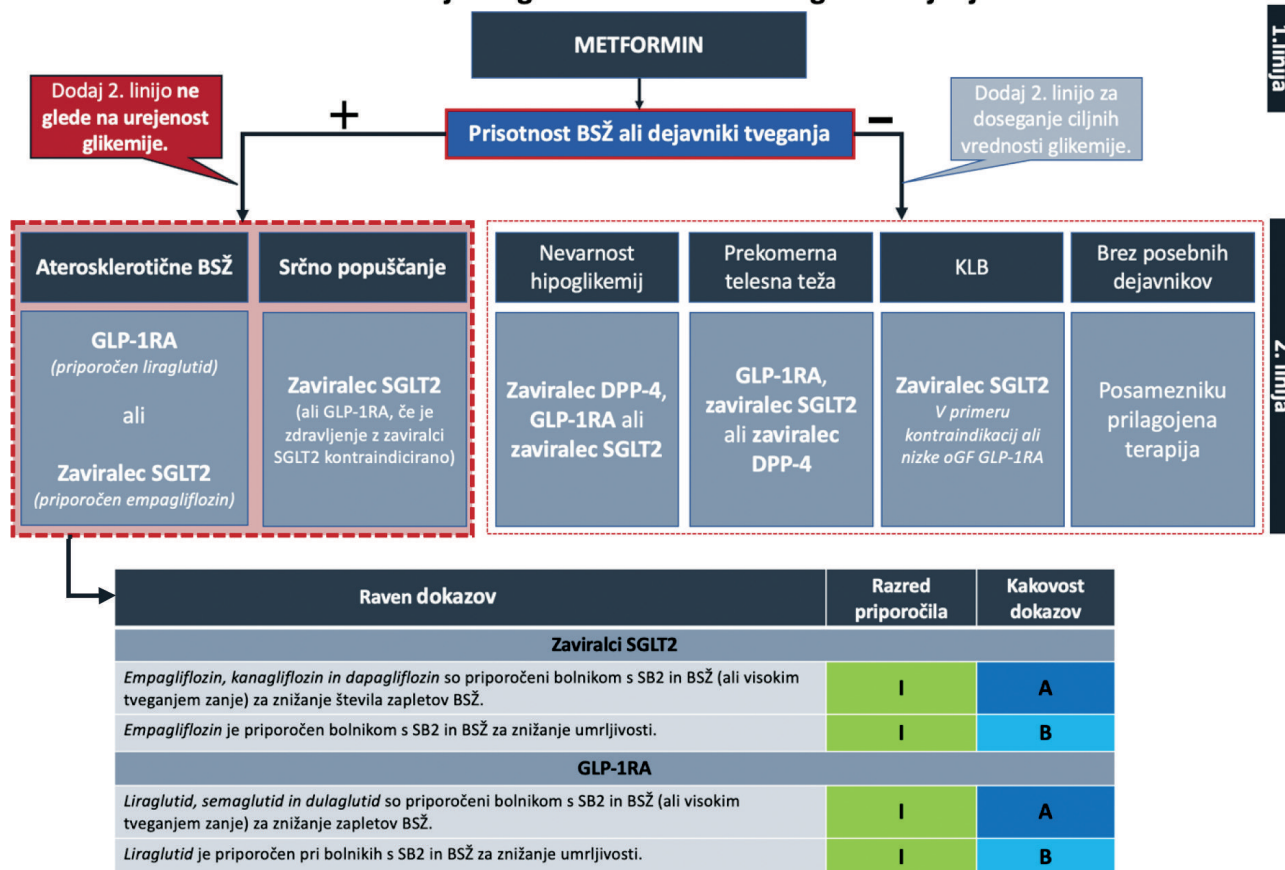 METFORMIN
1.linija
Dodaj 2. linijo ne
glede na urejenost
glikemije.
+
Prisotnost BSŽ ali dejavniki tveganja
–
Dodaj 2. linijo za
doseganje ciljnih
vrednosti glikemije.
Aterosklerotične BSŽ
Srčno popuščanje
Nevarnost
hipoglikemij
Prekomerna
telesna teža
KLB
Brez posebnih
dejavnikov
GLP-1RA
(priporočen liraglutid)
ali
Zaviralec SGLT2
(priporočen empagliflozin)
Zaviralec SGLT2
(ali GLP-1RA, če je
zdravljenje z zaviralci
SGLT2 kontraindicirano)
Zaviralec DPP-4,
GLP-1RA ali
zaviralec SGLT2
GLP-1RA,
zaviralec SGLT2
ali zaviralec
DPP-4
Zaviralec SGLT2
V primeru
kontraindikacij ali
nizke oGF GLP-1RA
Posamezniku
prilagojena
terapija
2. linija
Raven dokazov
Razred
priporočila
Kakovost
dokazov
Zaviralci SGLT2
Empagliflozin, kanagliflozin in dapagliflozin so priporočeni bolnikom s SB2 in BSŽ (ali visokim
tveganjem zanje) za znižanje števila zapletov BSŽ.
I
A
Empagliflozin je priporočen bolnikom s SB2 in BSŽ za znižanje umrljivosti.
I
B
GLP-1RA
Liraglutid, semaglutid in dulaglutid so priporočeni bolnikom s SB2 in BSŽ (ali visokim
tveganjem zanje) za znižanje zapletov BSŽ.
I
A
Liraglutid je priporočen pri bolnikih s SB2 in BSŽ za znižanje umrljivosti.
I
B